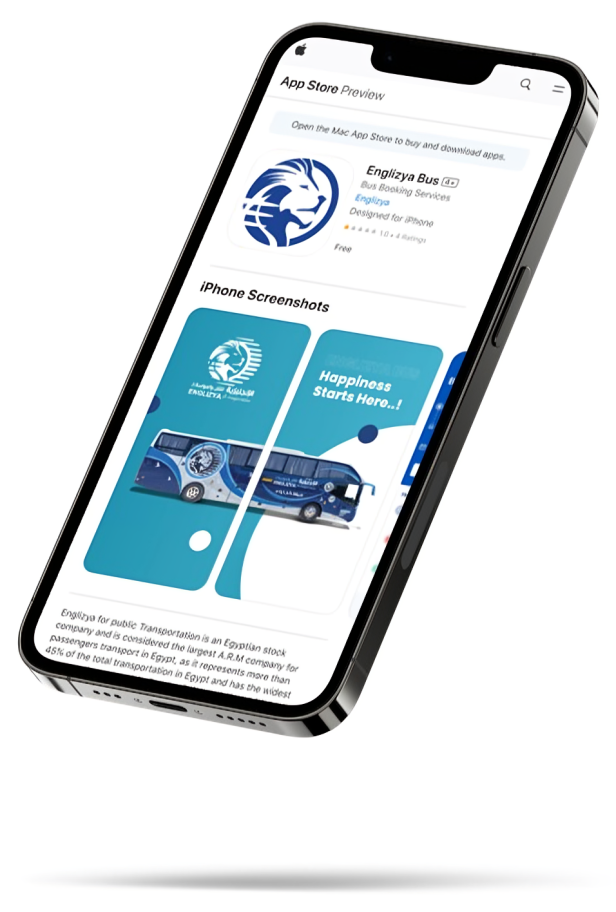 App Store Preview
Open the Mac App Store to buy and download apps.
Englizya Bus 4+
Bus Booking Services
Englizya
Designed for iPhone
1.0 • 4 Ratings
Free
iPhone Screenshots
ENGLIZYA
Happiness
Starts Here..!
Englizya for public Transportation is an Egyptian stock
company and is considered the largest A.R.M company for
passengers transport in Egypt, as it represents more than
45% of the total transportation in Egypt and has the widest